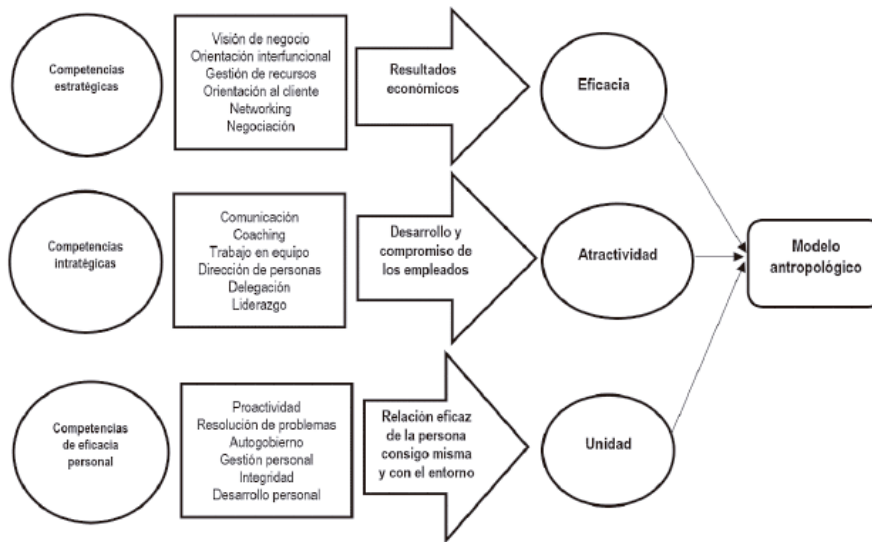 Competencias
estratégicas
Visión de negocio
Orientación interfuncional
Gestión de recursos
Orientación al cliente
Networking
Negociación
Resultados
económicos
Eficacia
Competencias
intratégicas
Comunicación
Coaching
Trabajo en equipo
Dirección de personas
Delegación
Liderazgo
Desarrollo y
compromiso de
los empleados
Atractividad
Modelo
antropológico
Competencias
de eficacia
personal
Proactividad
Resolución de problemas
Autogobierno
Gestión personal
Integridad
Desarrollo personal
Relación eficaz
de la persona
consigo misma
y con el entorno
Unidad